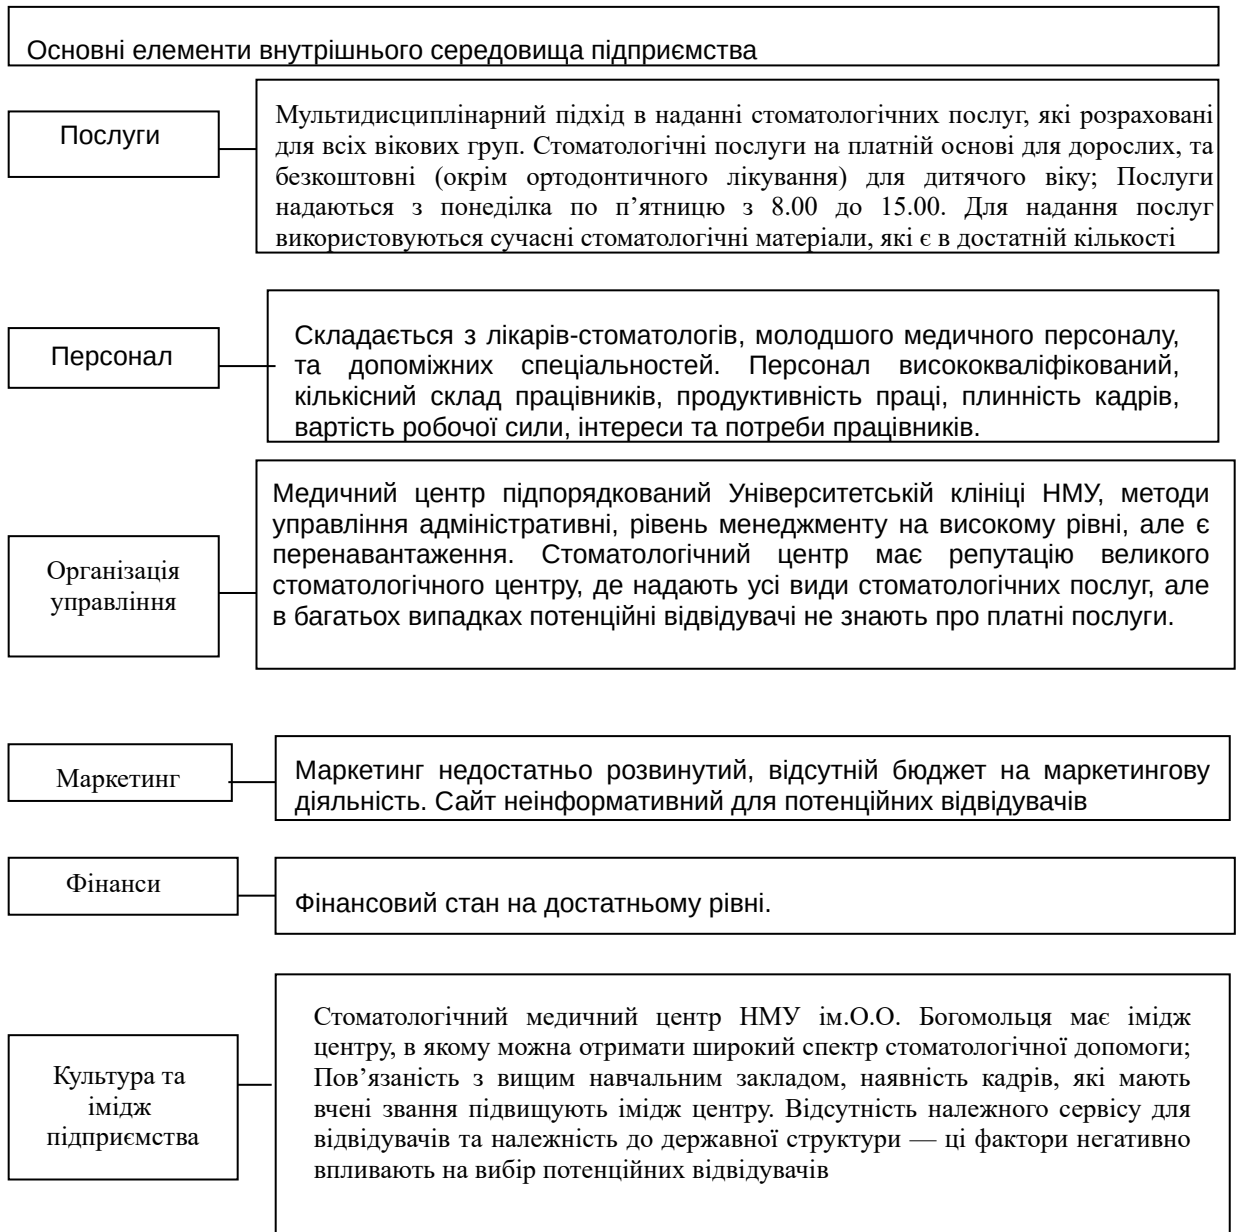 Основні елементи внутрішнього середовища підприємства
Послуги
Мультидисциплінарний підхід в наданні стоматологічних послуг, які розраховані
для всіх вікових груп. Стоматологічні послуги на платній основі для дорослих, та
безкоштовні (окрім ортодонтичного лікування) для дитячого віку; Послуги
надаються з понеділка по п’ятницю з 8.00 до 15.00. Для надання послуг
використовуються сучасні стоматологічні матеріали, які є в достатній кількості
Персонал
Складається з лікарів-стоматологів, молодшого медичного персоналу,
та допоміжних спеціальностей. Персонал висококваліфікований,
кількісний склад працівників, продуктивність праці, плинність кадрів,
вартість робочої сили, інтереси та потреби працівників.
Організація
управління
Медичний центр підпорядкований Університетській клініці НМУ, методи
управління адміністративні, рівень менеджменту на високому рівні, але є
перенавантаження. Стоматологічний центр має репутацію великого
стоматологічного центру, де надають усі види стоматологічних послуг, але
в багатьох випадках потенційні відвідувачі не знають про платні послуги.
Маркетинг
Маркетинг недостатньо розвинутий, відсутній бюджет на маркетингову
діяльність. Сайт неінформативний для потенційних відвідувачів
Фінанси
Фінансовий стан на достатньому рівні.
Культура та
імідж
підприємства
Стоматологічний медичний центр НМУ ім.О.О. Богомольця має імідж
центру, в якому можна отримати широкий спектр стоматологічної допомоги;
Пов’язаність з вищим навчальним закладом, наявність кадрів, які мають
вчені звання підвищують імідж центру. Відсутність належного сервісу для
відвідувачів та належність до державної структури — ці фактори негативно
впливають на вибір потенційних відвідувачів